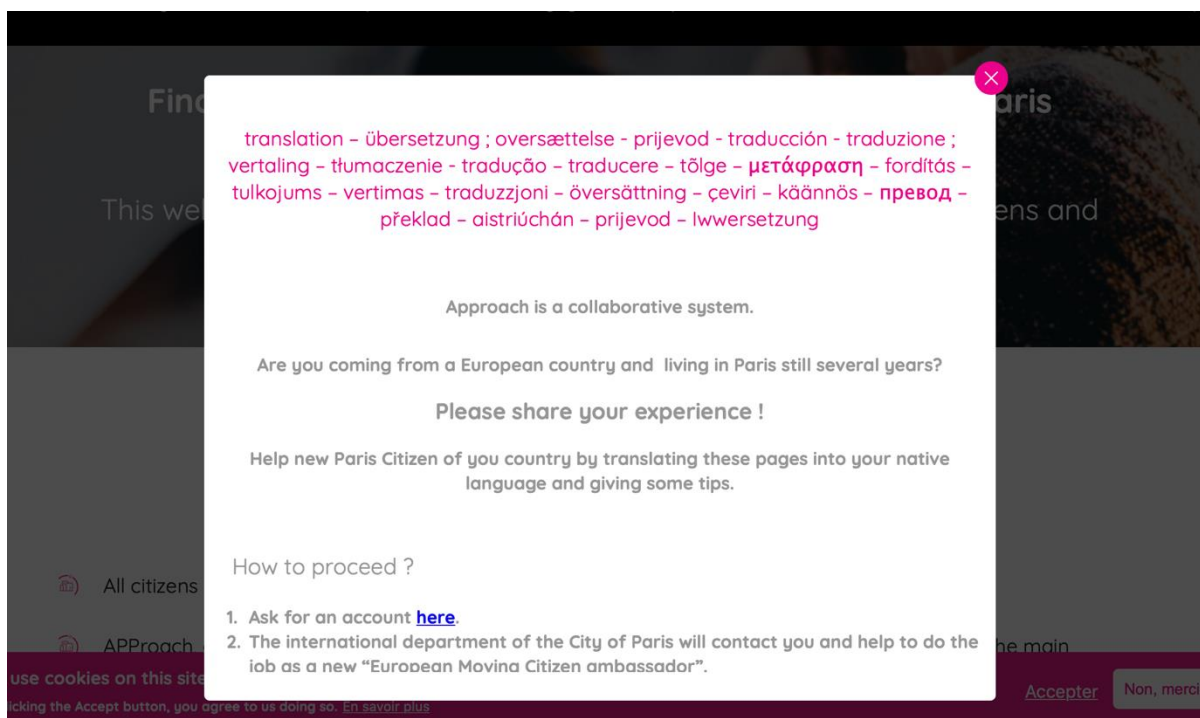 Find
aris
This we
ens and
translation – übersetzung ; oversættelse - prijevod - traducción - traduzione ;
vertaling – tłumaczenie - tradução – traducere – tõlge – μετάφραση – fordítás –
tulkojums – vertimas – traduzzjoni – översättning – çeviri – käännös – превод –
překlad – aistriúchán – prijevod – Iwwersetzung
Approach is a collaborative system.
Are you coming from a European country and  living in Paris still several years?
Please share your experience !
Help new Paris Citizen of you country by translating these pages into your native
language and giving some tips.
How to proceed ?
1. Ask for an account here.
2. The international department of the City of Paris will contact you and help to do the
job as a new “European Moving Citizen ambassador”.
All citizens
APProach
he main
use cookies on this site
licking the Accept button, you agree to us doing so. En savoir plus
Accepter
Non, merci